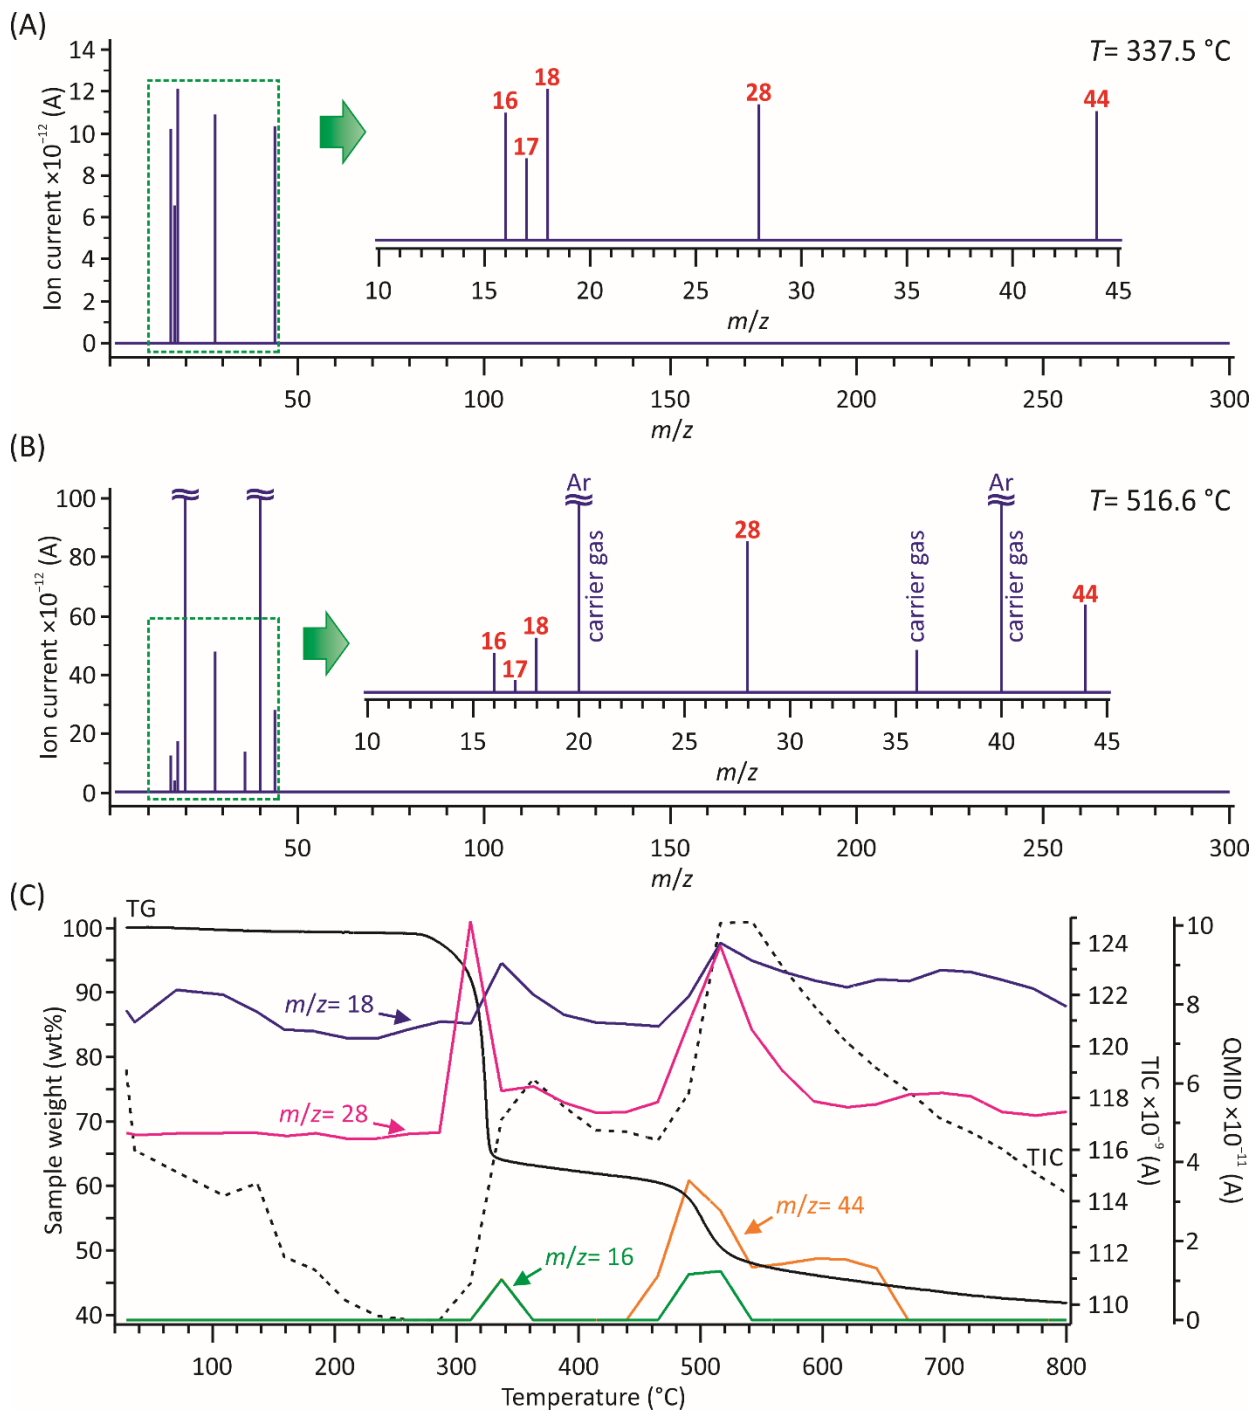 (A)
T= 337.5 °C
Ion current ×10⁻¹² (A)
14
12
10
8
6
4
2
0
16
17
18
28
44
10 15 20 25 30 35 40 45
m/z
50 100 150 200 250 300
m/z
(B)
T= 516.6 °C
Ion current ×10⁻¹² (A)
100
80
60
40
20
0
16
17
18
Ar
carrier gas
28
carrier gas
Ar
carrier gas
44
10 15 20 25 30 35 40 45
m/z
50 100 150 200 250 300
m/z
(C)
TG
Sample weight (wt%)
100
90
80
70
60
50
40
m/z= 18
m/z= 28
m/z= 44
m/z= 16
TIC
124
122
120
118
116
114
112
110
TIC ×10⁻⁹ (A)
10
8
6
4
2
0
QMID ×10⁻¹¹ (A)
100 200 300 400 500 600 700 800
Temperature (°C)